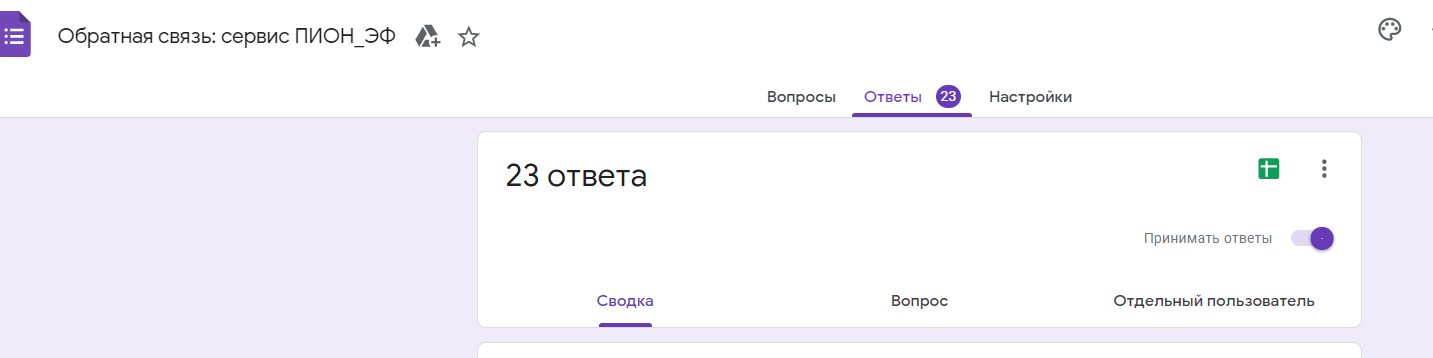 Обратная связь: сервис ПИОН_ЭФ
Вопросы Ответы 23 Настройки
23 ответа
Принимать ответы
Сводка Вопрос Отдельный пользователь